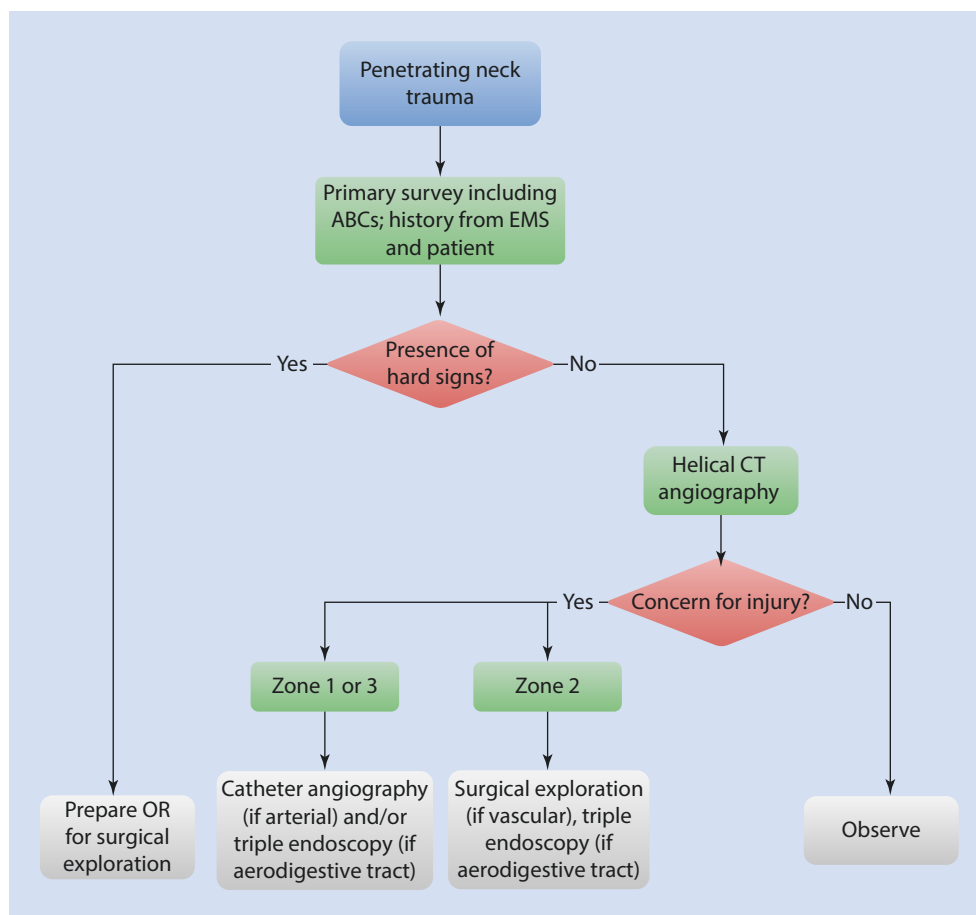 Penetrating neck
trauma
Primary survey including
ABCs; history from EMS
and patient
Presence of
hard signs?
Yes
No
Helical CT
angiography
Concern for injury?
Yes
No
Zone 1 or 3
Zone 2
Prepare OR
for surgical
exploration
Catheter angiography
(if arterial) and/or
triple endoscopy (if
aerodigestive tract)
Surgical exploration
(if vascular), triple
endoscopy (if
aerodigestive tract)
Observe